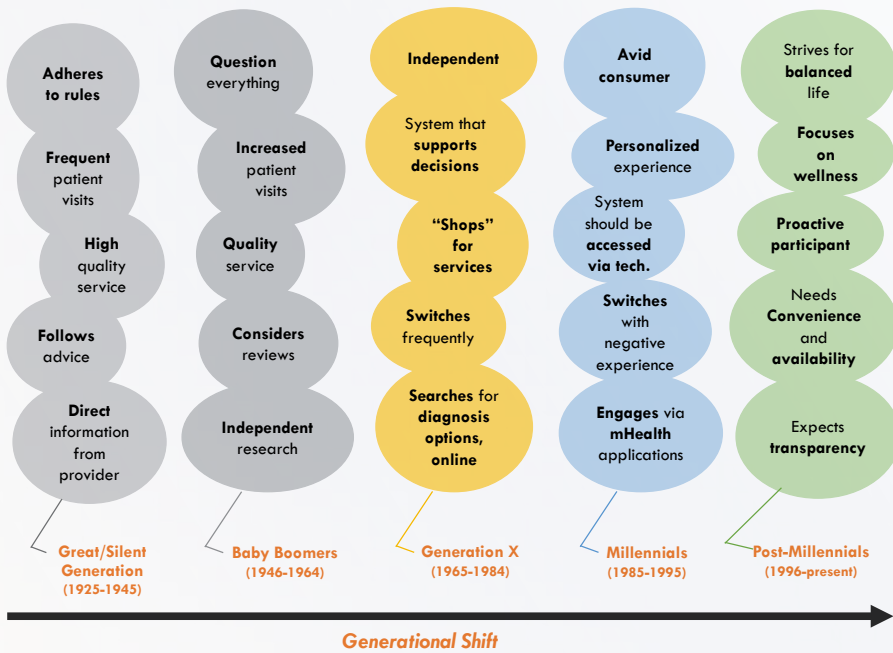 Adheres
to rules
Frequent
patient
visits
High
quality
service
Follows
advice
Direct
information
from
provider
Great/Silent
Generation
(1925-1945)
Question
everything
Increased
patient
visits
Quality
service
Considers
reviews
Independent
research
Baby Boomers
(1946-1964)
Independent
System that
supports
decisions
“Shops”
for
services
Switches
frequently
Searches for
diagnosis
options,
online
Generation X
(1965-1984)
Avid
consumer
Personalized
experience
System
should be
accessed
via tech.
Switches
with
negative
experience
Engages via
mHealth
applications
Millennials
(1985-1995)
Strives for
balanced
life
Focuses
on
wellness
Proactive
participant
Needs
Convenience
and
availability
Expects
transparency
Post-Millennials
(1996-present)
Generational Shift